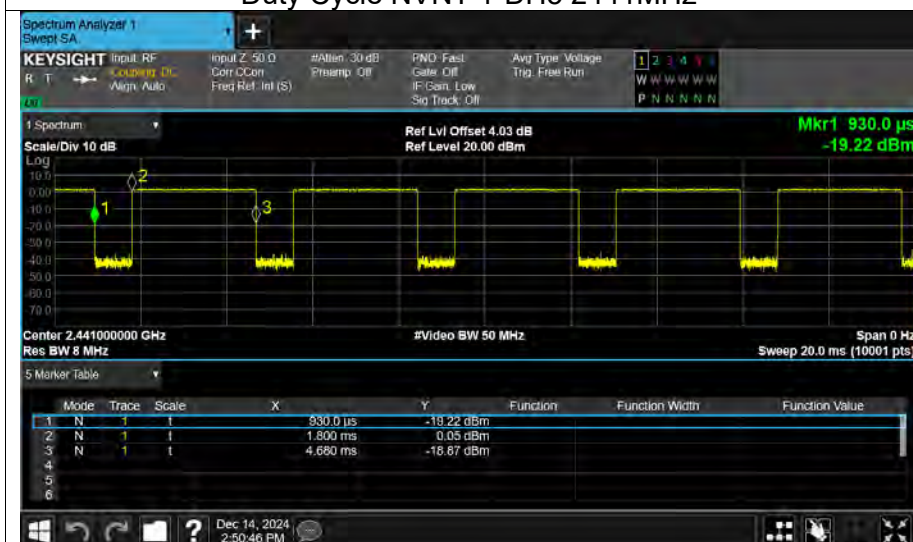 Duty Cycle NVNT 1-DH5 2441MHz
Spectrum Analyzer 1
Swept SA
+
KEYSIGHT Input: RF Input Z: 50 Ω #Atten: 30 dB PNO: Fast Avg Type: Voltage 1 2 3 4 5 6
R T Coupling: DC Corr CCorr Preamp: Off Gate: Off Trig: Free Run W W W W W W
Align: Auto Freq Ref: Int (S) IF Gain: Low
Sig Track: Off P N N N N N
1 Spectrum Ref Lvl Offset 4.03 dB Mkr1 930.0 µs
Scale/Div 10 dB Ref Level 20.00 dBm -19.22 dBm
Log
10.0
0.00
-10.0
-20.0
-30.0
-40.0
-50.0
-60.0
-70.0
2
1
3
Center 2.441000000 GHz #Video BW 50 MHz Span 0 Hz
Res BW 8 MHz Sweep 20.0 ms (10001 pts)
5 Marker Table
Mode Trace Scale X Y Function Function Width Function Value
1 N 1 t 930.0 µs -19.22 dBm
2 N 1 t 1.800 ms 0.05 dBm
3 N 1 t 4.680 ms -18.87 dBm
4
5
6
? Dec 14, 2024
2:50:46 PM